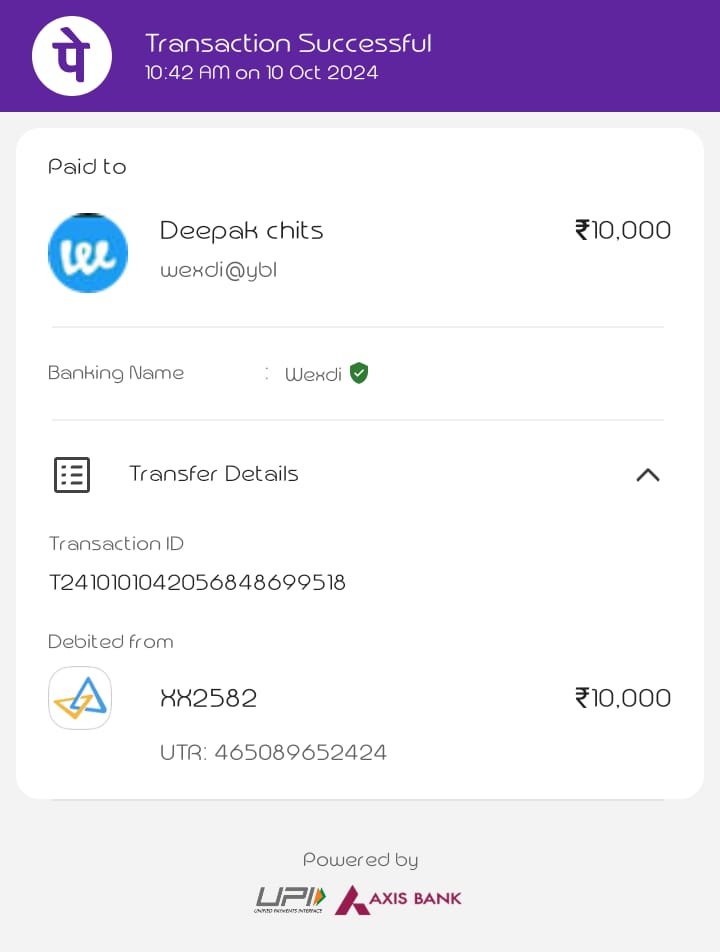 पे
Transaction Successful
10:42 AM on 10 Oct 2024
Paid to
Deepak chits
₹10,000
wexdi@ybl
Banking Name : Wexdi
Transfer Details
Transaction ID
T2410101042056848699518
Debited from
XX2582
₹10,000
UTR: 465089652424
Powered by
UPI
UNIFIED PAYMENTS INTERFACE
AXIS BANK